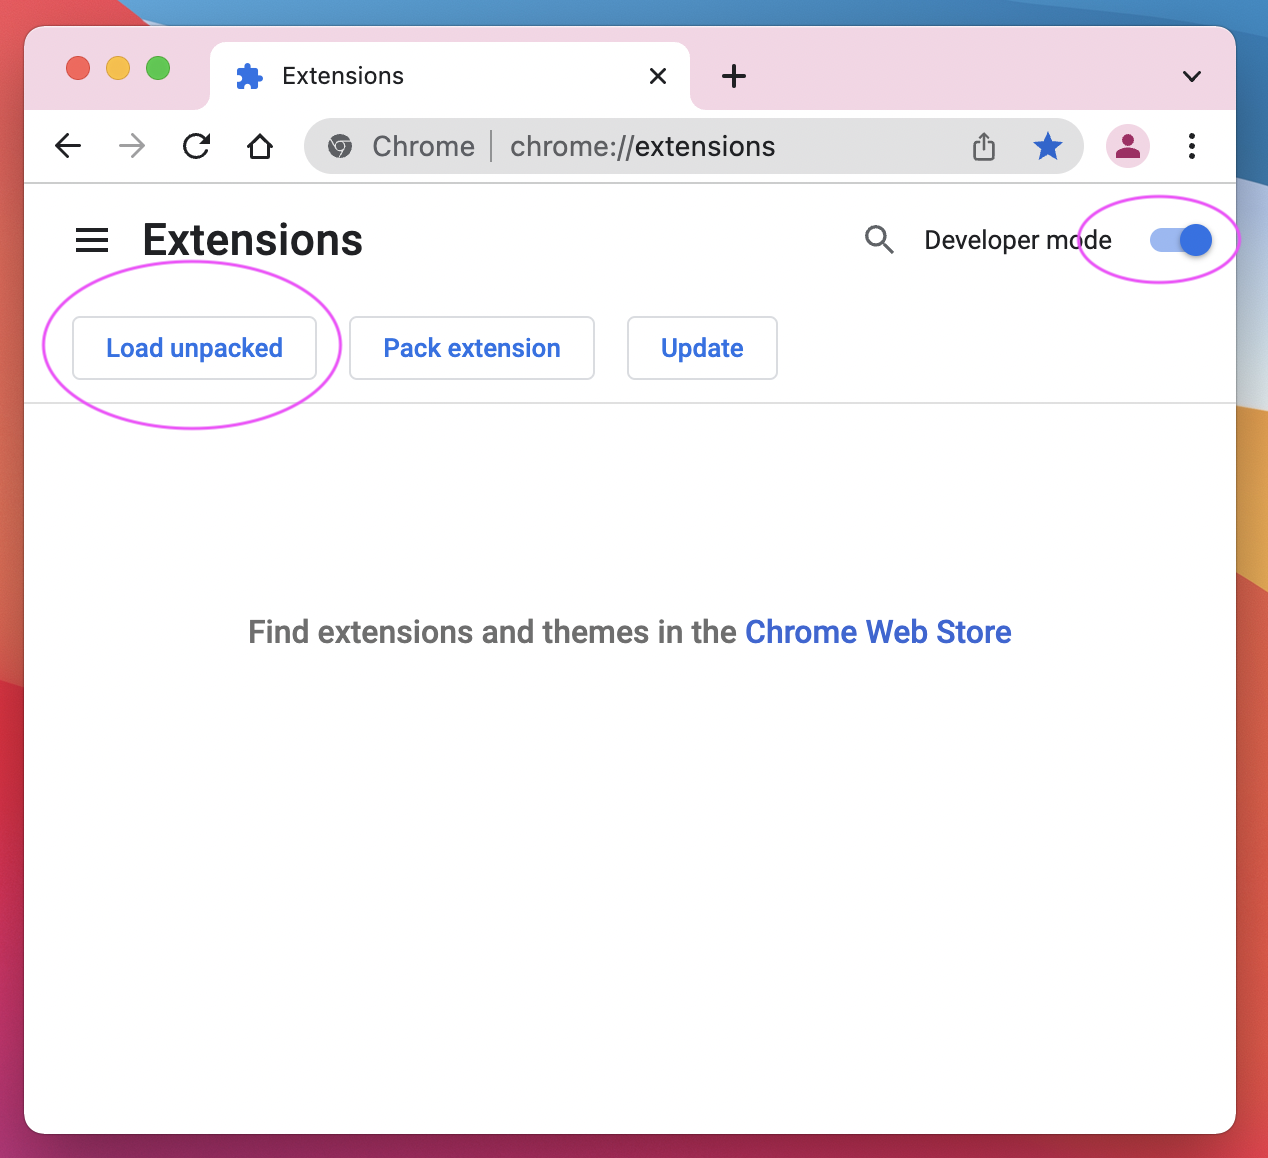 Extensions
Chrome | chrome://extensions
Extensions
Developer mode
Load unpacked
Pack extension
Update
Find extensions and themes in the Chrome Web Store